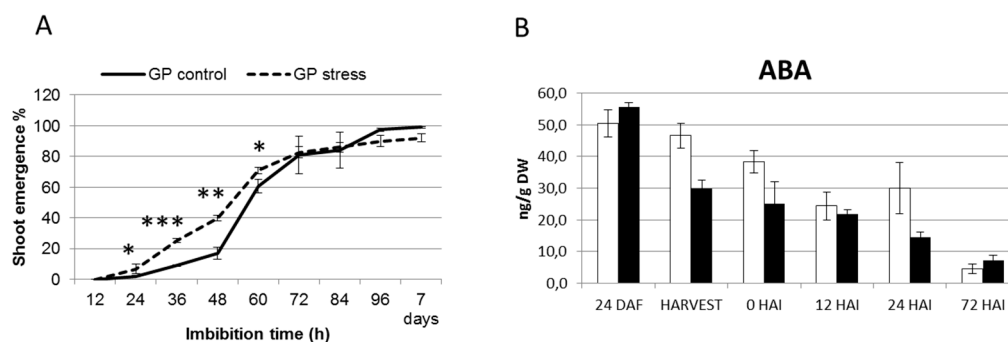 A
GP control GP stress
Shoot emergence %
120
100
80
60
40
20
0
*
***
**
*
12 24 36 48 60 72 84 96 7 days
Imbibition time (h)
B
ABA
ng/g DW
60,0
50,0
40,0
30,0
20,0
10,0
0,0
24 DAF HARVEST 0 HAI 12 HAI 24 HAI 72 HAI